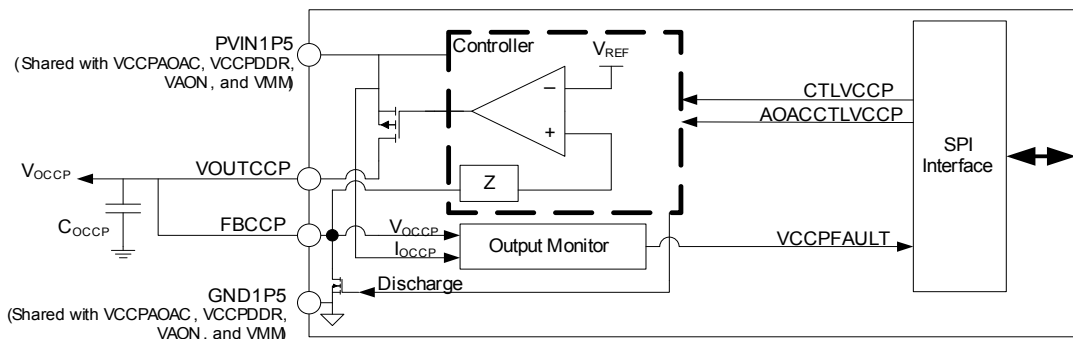 PVIN1P5
(Shared with VCCPAOAC, VCCPDDR,
VAON, and VMM)
Controller
VREF
−
+
Z
CTLVCCP
AOACCTLVCCP
SPI
Interface
VOCCP
VOUTCCP
COCCP
FBCCP
VOCCP
IOCCP
Output Monitor
VCCPFAULT
Discharge
GND1P5
(Shared with VCCPAOAC, VCCPDDR,
VAON, and VMM)